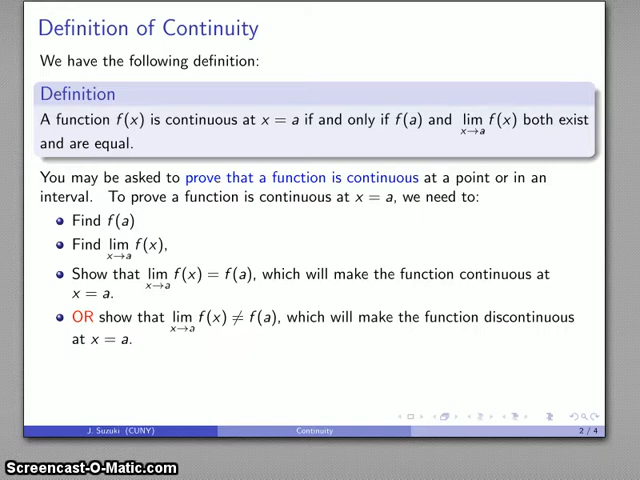 Definition of Continuity
We have the following definition:
Definition
A function f(x) is continuous at x = a if and only if f(a) and lim x→a f(x) both exist
and are equal.
You may be asked to prove that a function is continuous at a point or in an
interval. To prove a function is continuous at x = a, we need to:
Find f(a)
Find lim x→a f(x),
Show that lim x→a f(x) = f(a), which will make the function continuous at
x = a.
OR show that lim x→a f(x) ≠ f(a), which will make the function discontinuous
at x = a.
J. Suzuki (CUNY) Continuity 2 / 4
Screencast-O-Matic.com